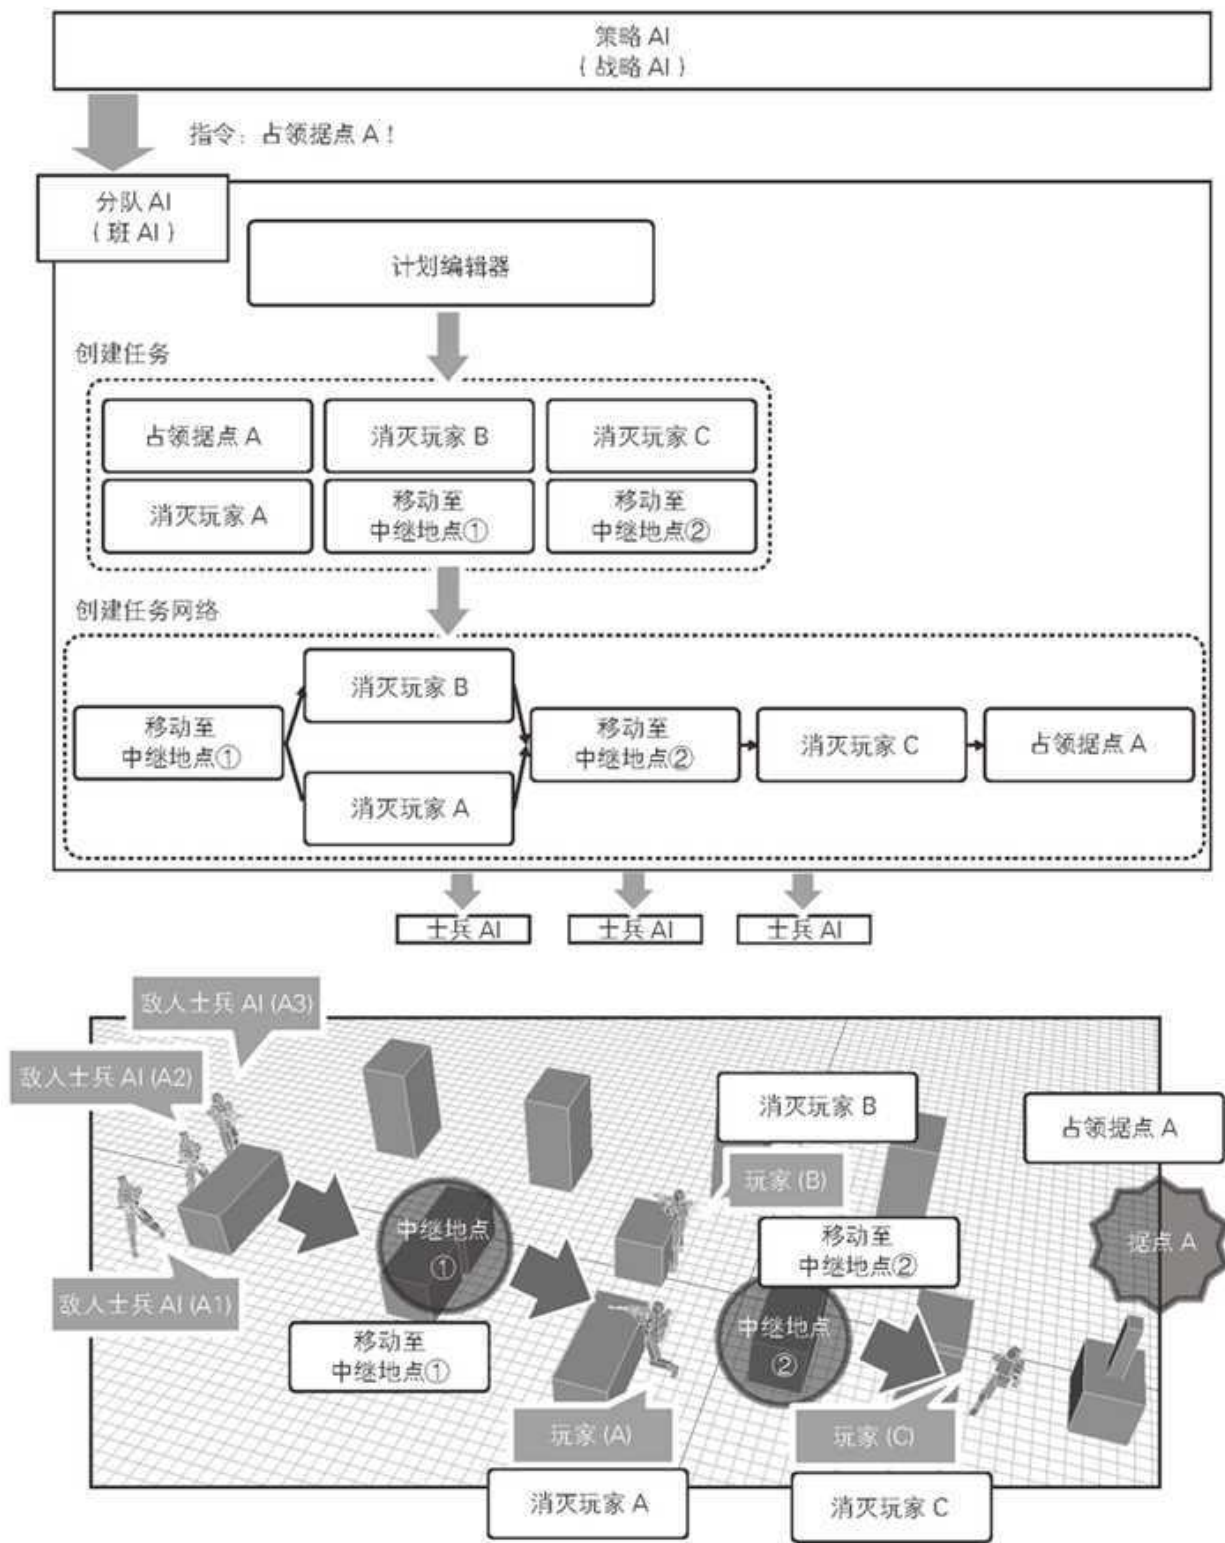 策略 AI
（战略 AI）
指令：占领据点 A！
分队 AI
（班 AI）
计划编辑器
创建任务
占领据点 A
消灭玩家 B
消灭玩家 C
消灭玩家 A
移动至
中继地点①
移动至
中继地点②
创建任务网络
移动至
中继地点①
消灭玩家 B
消灭玩家 A
移动至
中继地点②
消灭玩家 C
占领据点 A
士兵 AI
士兵 AI
士兵 AI
敌人士兵 AI (A3)
敌人士兵 AI (A2)
敌人士兵 AI (A1)
消灭玩家 B
占领据点 A
玩家 (B)
中继地点
①
移动至
中继地点②
据点 A
移动至
中继地点①
中继地点
②
玩家 (A)
玩家 (C)
消灭玩家 A
消灭玩家 C